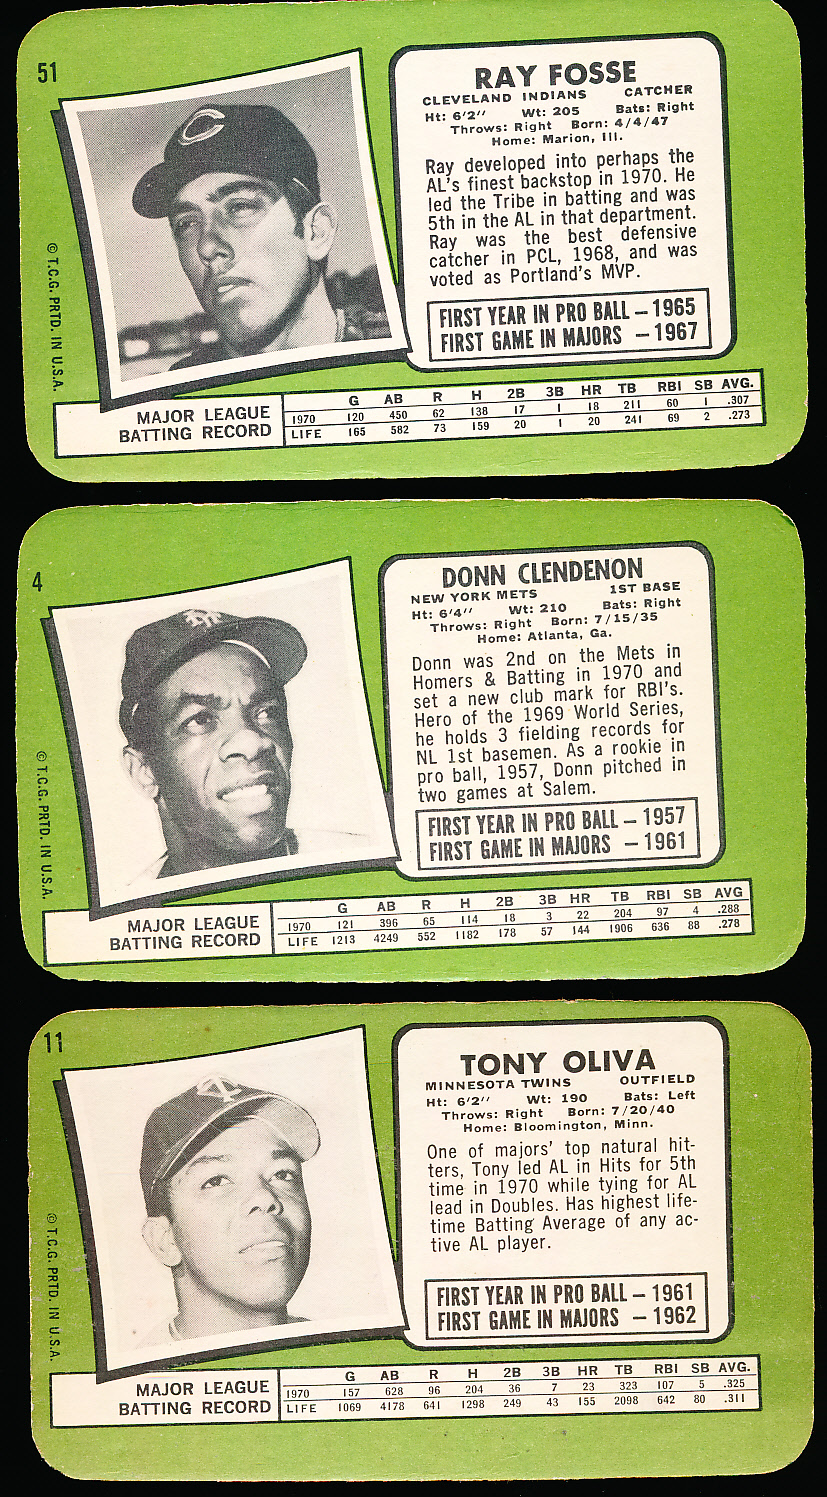 51
RAY FOSSE
CLEVELAND INDIANS CATCHER
Ht: 6'2" Wt: 205 Bats: Right
Throws: Right Born: 4/4/47
Home: Marion, Ill.
Ray developed into perhaps the
AL's finest backstop in 1970. He
led the Tribe in batting and was
5th in the AL in that department.
Ray was the best defensive
catcher in PCL, 1968, and was
voted as Portland's MVP.
FIRST YEAR IN PRO BALL – 1965
FIRST GAME IN MAJORS – 1967
© T.C.G. PRTD. IN U.S.A.
MAJOR LEAGUE
BATTING RECORD
G AB R H 2B 3B HR TB RBI SB AVG.
1970 120 450 62 138 17 1 18 211 60 1 .307
LIFE 165 582 73 159 20 1 20 241 69 2 .273
4
DONN CLENDENON
NEW YORK METS 1ST BASE
Ht: 6'4" Wt: 210 Bats: Right
Throws: Right Born: 7/15/35
Home: Atlanta, Ga.
Donn was 2nd on the Mets in
Homers & Batting in 1970 and
set a new club mark for RBI's.
Hero of the 1969 World Series,
he holds 3 fielding records for
NL 1st basemen. As a rookie in
pro ball, 1957, Donn pitched in
two games at Salem.
FIRST YEAR IN PRO BALL – 1957
FIRST GAME IN MAJORS – 1961
© T.C.G. PRTD. IN U.S.A.
MAJOR LEAGUE
BATTING RECORD
G AB R H 2B 3B HR TB RBI SB AVG
1970 121 396 65 114 18 3 22 204 97 4 .288
LIFE 1213 4249 552 1182 178 57 144 1906 636 88 .278
11
TONY OLIVA
MINNESOTA TWINS OUTFIELD
Ht: 6'2" Wt: 190 Bats: Left
Throws: Right Born: 7/20/40
Home: Bloomington, Minn.
One of majors' top natural hit-
ters, Tony led AL in Hits for 5th
time in 1970 while tying for AL
lead in Doubles. Has highest life-
time Batting Average of any ac-
tive AL player.
FIRST YEAR IN PRO BALL – 1961
FIRST GAME IN MAJORS – 1962
© T.C.G. PRTD. IN U.S.A.
MAJOR LEAGUE
BATTING RECORD
G AB R H 2B 3B HR TB RBI SB AVG.
1970 157 628 96 204 36 7 23 323 107 5 .325
LIFE 1069 4178 641 1298 249 43 155 2098 642 80 .311